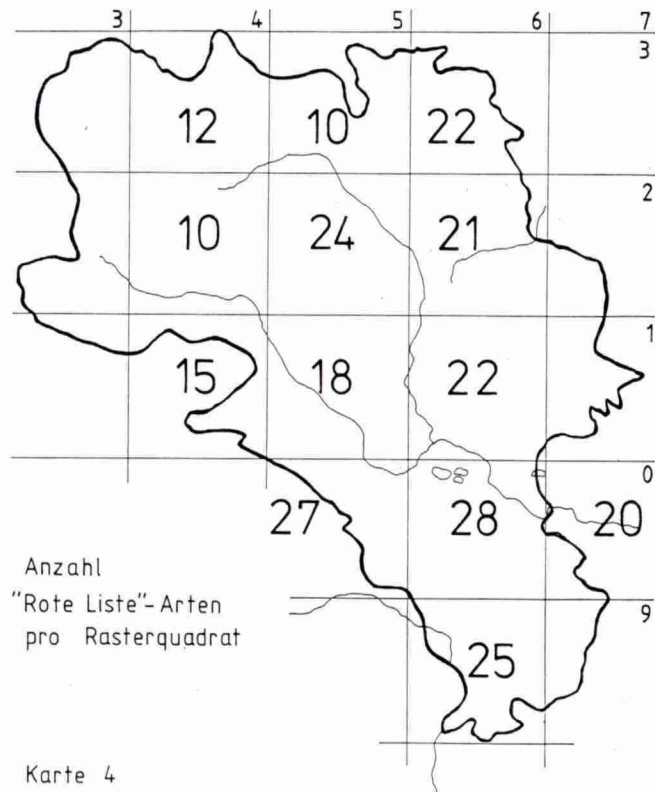 3 4 5 6 7
3
12 10 22
2
10 24 21
1
15 18 22
0
27 28 20
Anzahl
"Rote Liste"-Arten
9
pro Rasterquadrat
25
Karte 4